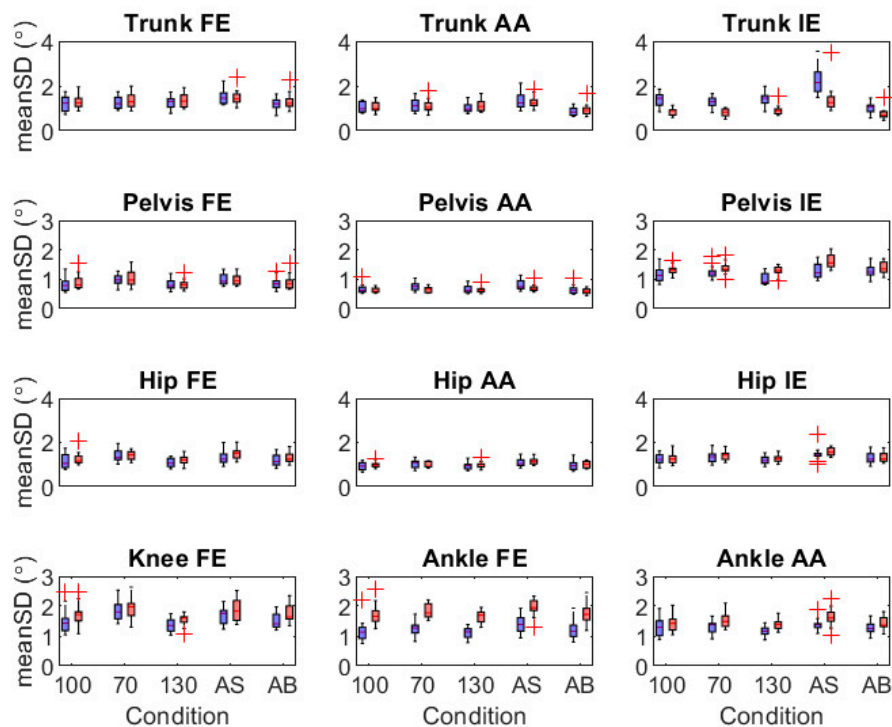 Trunk FE
Trunk AA
Trunk IE
meanSD (°)
4
2
0
4
2
0
4
2
0
Pelvis FE
Pelvis AA
Pelvis IE
meanSD (°)
3
2
1
0
3
2
1
0
3
2
1
0
Hip FE
Hip AA
Hip IE
meanSD (°)
4
2
0
4
2
0
4
2
0
Knee FE
Ankle FE
Ankle AA
meanSD (°)
3
2
1
0
3
2
1
0
3
2
1
0
100 70 130 AS AB
100 70 130 AS AB
100 70 130 AS AB
Condition
Condition
Condition